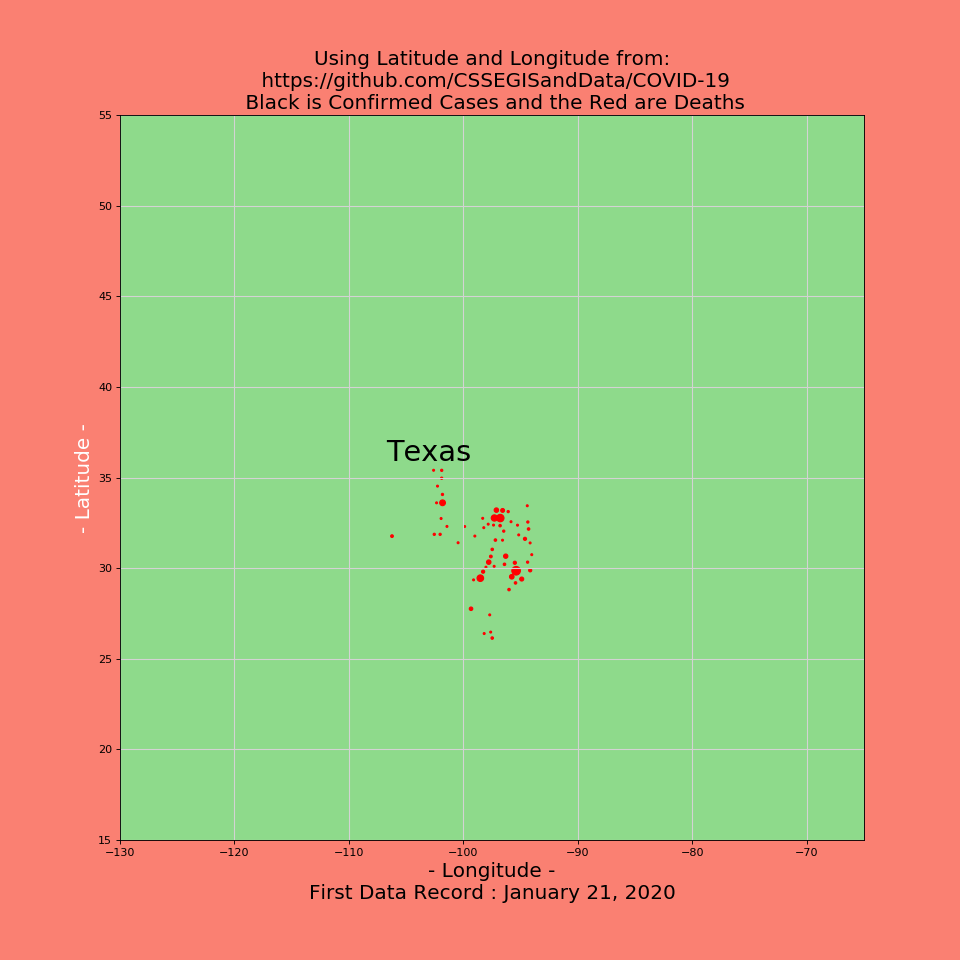 Using Latitude and Longitude from:
https://github.com/CSSEGISandData/COVID-19
Black is Confirmed Cases and the Red are Deaths
55
50
45
40
35
30
25
20
15
- Latitude -
Texas
−130 −120 −110 −100 −90 −80 −70
- Longitude -
First Data Record : January 21, 2020